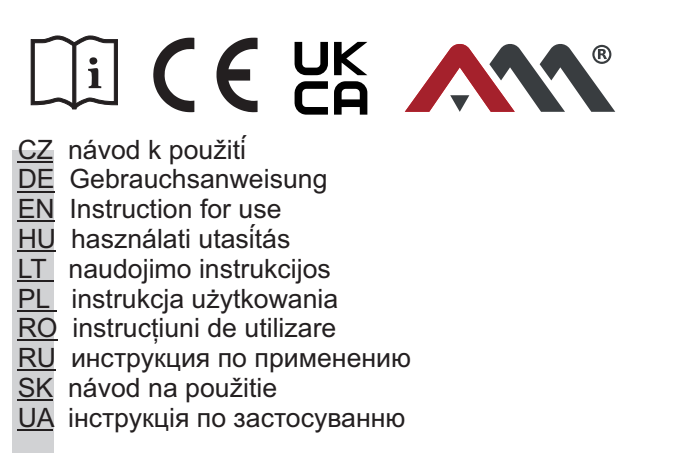 i CE UK CA AM ®
CZ návod k použití
DE Gebrauchsanweisung
EN Instruction for use
HU használati utasítás
LT naudojimo instrukcijos
PL instrukcja użytkowania
RO instrucțiuni de utilizare
RU инструкция по применению
SK návod na použitie
UA інструкція по застосуванню